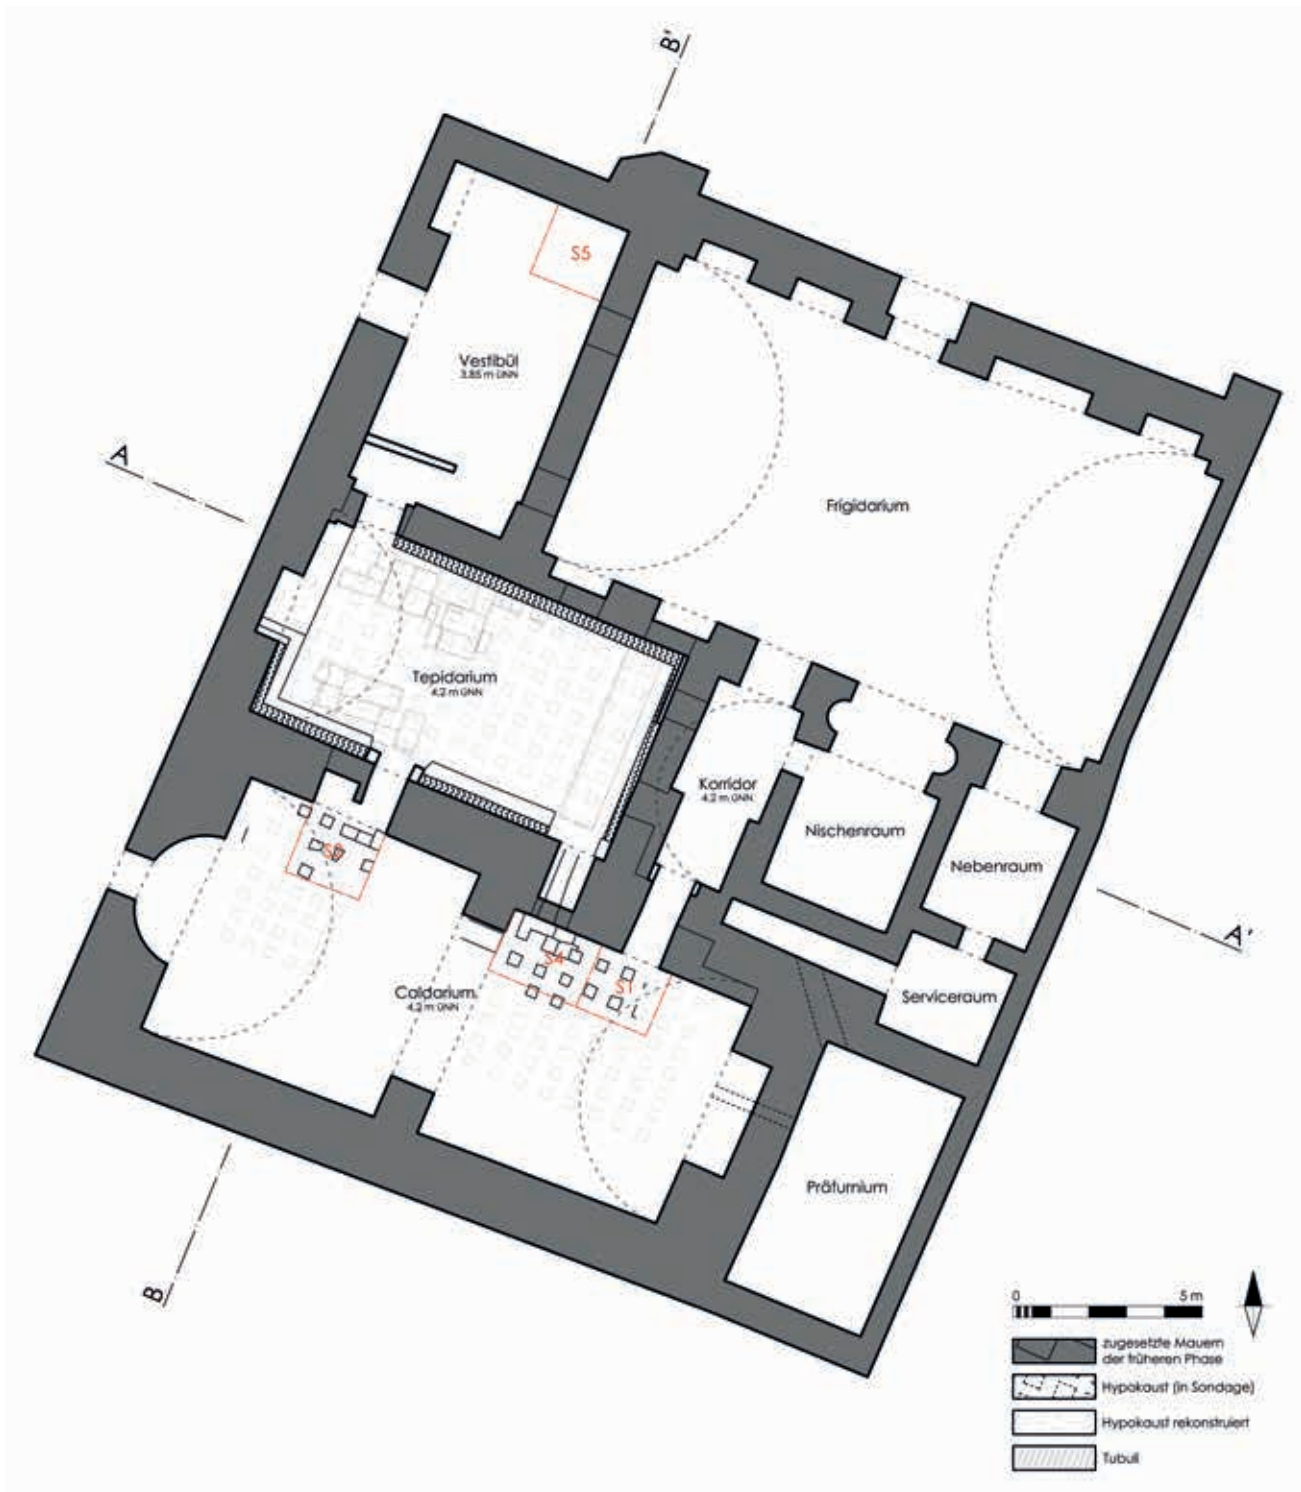 B'
S5
Vestibül
3.85 m ÜNN
A
Frigidarium
Tepidarium
4.2 m ÜNN
Korridor
4.2 m ÜNN
Nischenraum
Nebenraum
A'
S4
S1
Caldarium
4.2 m ÜNN
Serviceraum
Präfurnium
B
0 5 m
zugesetzte Mauern
der früheren Phase
Hypokaust (in Sondage)
Hypokaust rekonstruiert
Tubuli